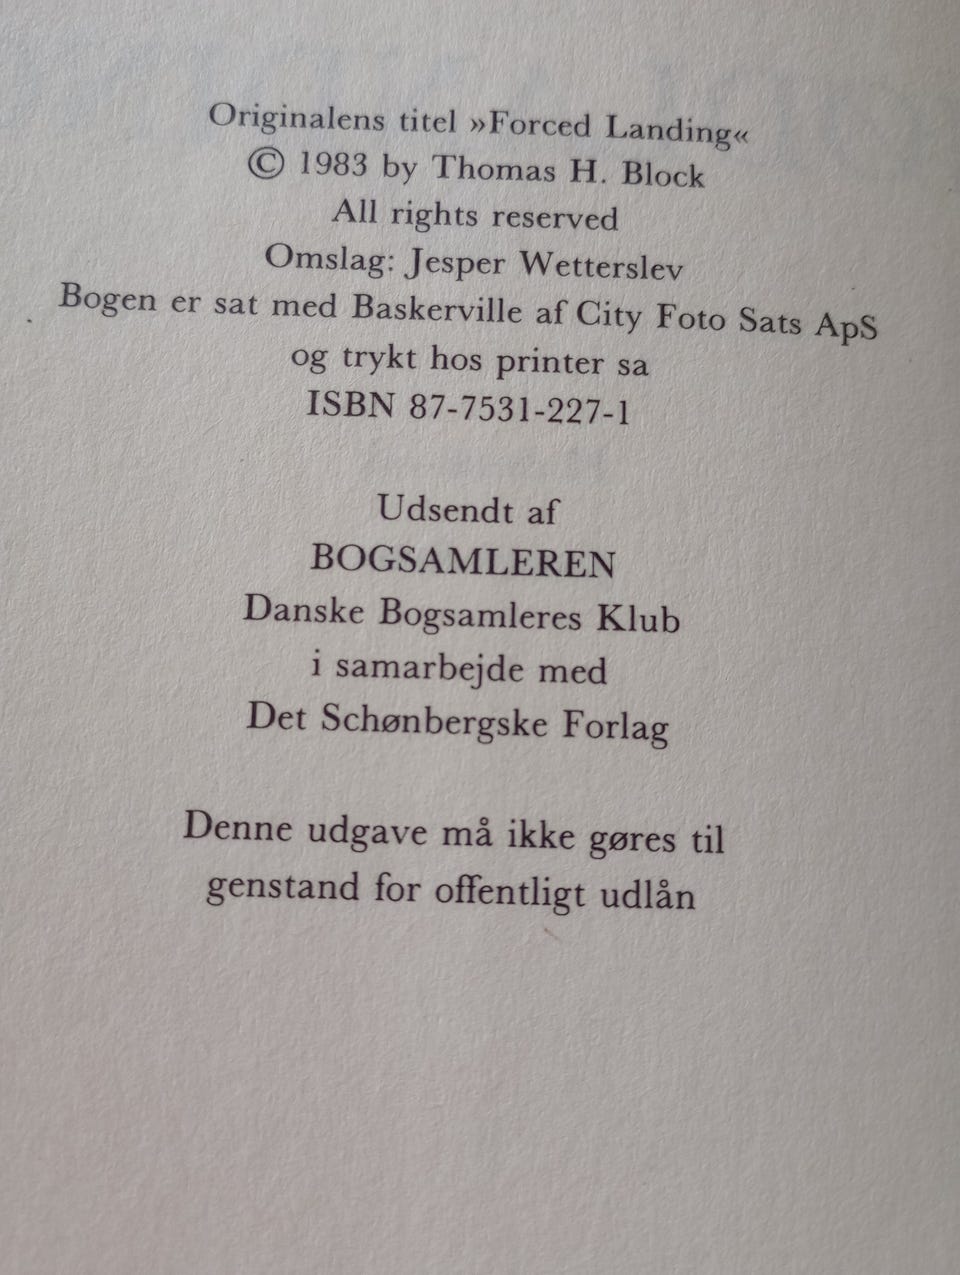 Originalens titel »Forced Landing«
© 1983 by Thomas H. Block
All rights reserved
Omslag: Jesper Wetterslev
Bogen er sat med Baskerville af City Foto Sats ApS
og trykt hos printer sa
ISBN 87-7531-227-1
Udsendt af
BOGSAMLEREN
Danske Bogsamleres Klub
i samarbejde med
Det Schønbergske Forlag
Denne udgave må ikke gøres til
genstand for offentligt udlån